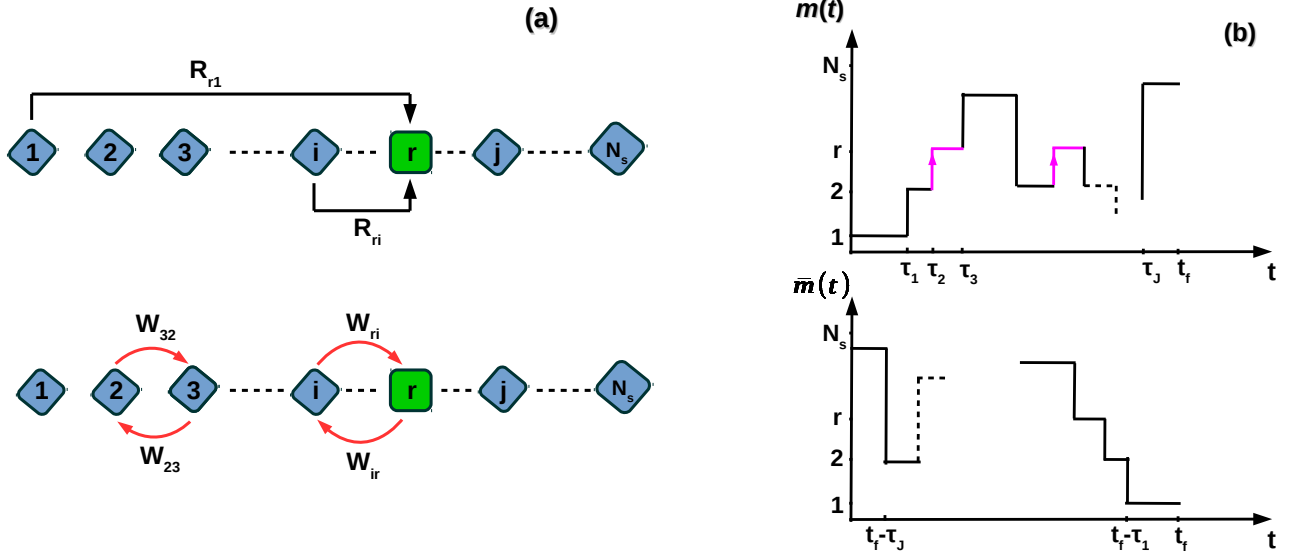 (a)
R_r1
1 2 3 i r j N_s
R_ri
W_32 W_ri
1 2 3 i r j N_s
W_23 W_ir
m(t)
(b)
N_s
r
2
1
τ_1 τ_2 τ_3 τ_J t_f t
m̅(t)
N_s
r
2
1
t_f-τ_J t_f-τ_1 t_f t